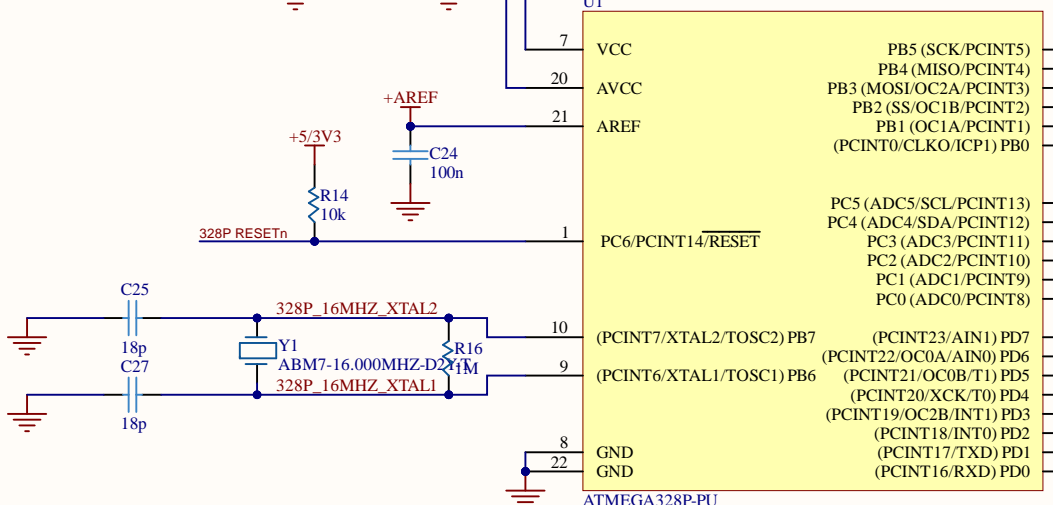 U1
7 VCC PB5 (SCK/PCINT5)
PB4 (MISO/PCINT4)
20 AVCC PB3 (MOSI/OC2A/PCINT3)
+AREF PB2 (SS/OC1B/PCINT2)
21 AREF PB1 (OC1A/PCINT1)
+5/3V3 (PCINT0/CLKO/ICP1) PB0
C24
100n
R14 PC5 (ADC5/SCL/PCINT13)
10k PC4 (ADC4/SDA/PCINT12)
328P RESETn 1 PC6/PCINT14/RESET PC3 (ADC3/PCINT11)
PC2 (ADC2/PCINT10)
PC1 (ADC1/PCINT9)
C25 PC0 (ADC0/PCINT8)
328P_16MHZ_XTAL2
18p 10 (PCINT7/XTAL2/TOSC2) PB7 (PCINT23/AIN1) PD7
Y1 R16 (PCINT22/OC0A/AIN0) PD6
C27 ABM7-16.000MHZ-D2Y-T 1M 9 (PCINT6/XTAL1/TOSC1) PB6 (PCINT21/OC0B/T1) PD5
328P_16MHZ_XTAL1 (PCINT20/XCK/T0) PD4
18p (PCINT19/OC2B/INT1) PD3
(PCINT18/INT0) PD2
8 GND (PCINT17/TXD) PD1
22 GND (PCINT16/RXD) PD0
ATMEGA328P-PU